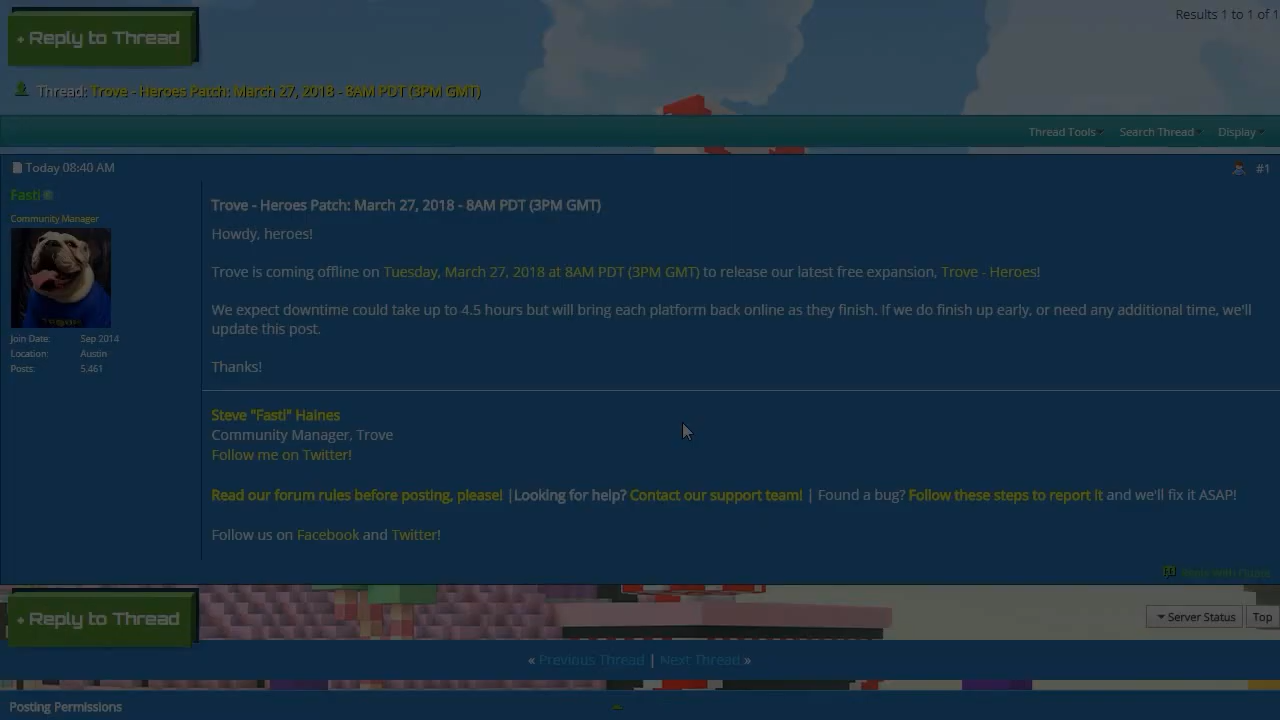 Results 1 to 1 of 1
+ Reply to Thread
Thread: Trove - Heroes Patch: March 27, 2018 - 8AM PDT (3PM GMT)
Thread Tools Search Thread Display
Today 08:40 AM #1
Fasti
Community Manager
Join Date: Sep 2014
Location: Austin
Posts: 5,461
Trove - Heroes Patch: March 27, 2018 - 8AM PDT (3PM GMT)
Howdy, heroes!
Trove is coming offline on Tuesday, March 27, 2018 at 8AM PDT (3PM GMT) to release our latest free expansion, Trove - Heroes!
We expect downtime could take up to 4.5 hours but will bring each platform back online as they finish. If we do finish up early, or need any additional time, we'll
update this post.
Thanks!
Steve "Fasti" Haines
Community Manager, Trove
Follow me on Twitter!
Read our forum rules before posting, please! |Looking for help? Contact our support team! | Found a bug? Follow these steps to report it and we'll fix it ASAP!
Follow us on Facebook and Twitter!
Reply With Quote
+ Reply to Thread
Server Status Top
« Previous Thread | Next Thread »
Posting Permissions